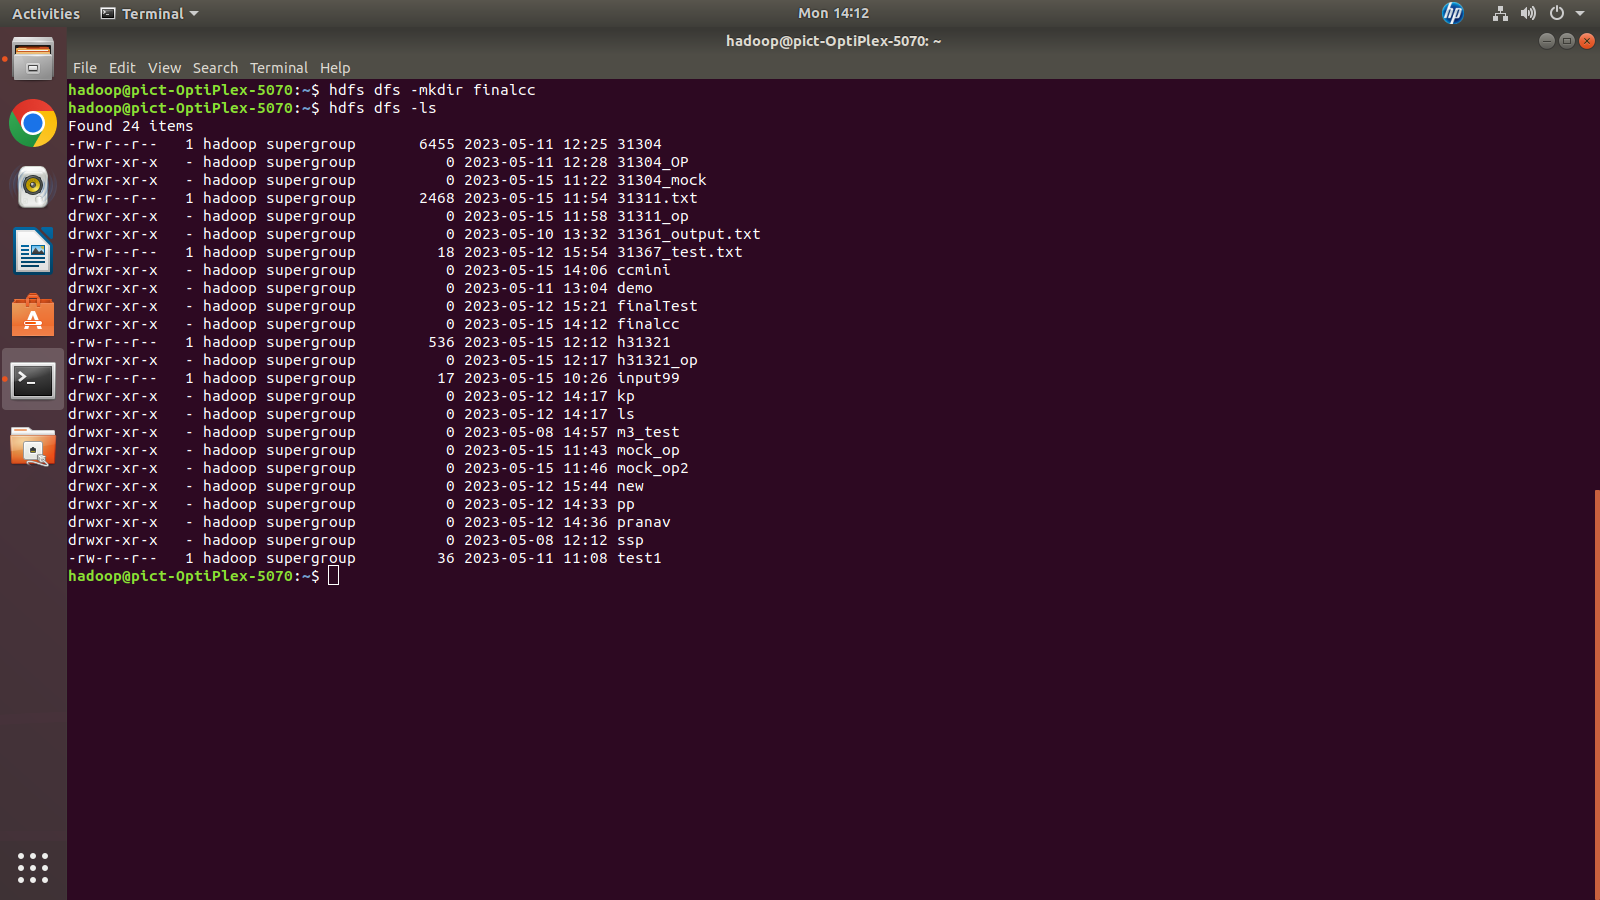 Activities Terminal Mon 14:12 hp
hadoop@pict-OptiPlex-5070: ~
File Edit View Search Terminal Help
hadoop@pict-OptiPlex-5070:~$ hdfs dfs -mkdir finalcc
hadoop@pict-OptiPlex-5070:~$ hdfs dfs -ls
Found 24 items
-rw-r--r--   1 hadoop supergroup       6455 2023-05-11 12:25 31304
drwxr-xr-x   - hadoop supergroup          0 2023-05-11 12:28 31304_OP
drwxr-xr-x   - hadoop supergroup          0 2023-05-15 11:22 31304_mock
-rw-r--r--   1 hadoop supergroup       2468 2023-05-15 11:54 31311.txt
drwxr-xr-x   - hadoop supergroup          0 2023-05-15 11:58 31311_op
drwxr-xr-x   - hadoop supergroup          0 2023-05-10 13:32 31361_output.txt
-rw-r--r--   1 hadoop supergroup         18 2023-05-12 15:54 31367_test.txt
drwxr-xr-x   - hadoop supergroup          0 2023-05-15 14:06 ccmini
drwxr-xr-x   - hadoop supergroup          0 2023-05-11 13:04 demo
drwxr-xr-x   - hadoop supergroup          0 2023-05-12 15:21 finalTest
drwxr-xr-x   - hadoop supergroup          0 2023-05-15 14:12 finalcc
-rw-r--r--   1 hadoop supergroup        536 2023-05-15 12:12 h31321
drwxr-xr-x   - hadoop supergroup          0 2023-05-15 12:17 h31321_op
-rw-r--r--   1 hadoop supergroup         17 2023-05-15 10:26 input99
drwxr-xr-x   - hadoop supergroup          0 2023-05-12 14:17 kp
drwxr-xr-x   - hadoop supergroup          0 2023-05-12 14:17 ls
drwxr-xr-x   - hadoop supergroup          0 2023-05-08 14:57 m3_test
drwxr-xr-x   - hadoop supergroup          0 2023-05-15 11:43 mock_op
drwxr-xr-x   - hadoop supergroup          0 2023-05-15 11:46 mock_op2
drwxr-xr-x   - hadoop supergroup          0 2023-05-12 15:44 new
drwxr-xr-x   - hadoop supergroup          0 2023-05-12 14:33 pp
drwxr-xr-x   - hadoop supergroup          0 2023-05-12 14:36 pranav
drwxr-xr-x   - hadoop supergroup          0 2023-05-08 12:12 ssp
-rw-r--r--   1 hadoop supergroup         36 2023-05-11 11:08 test1
hadoop@pict-OptiPlex-5070:~$